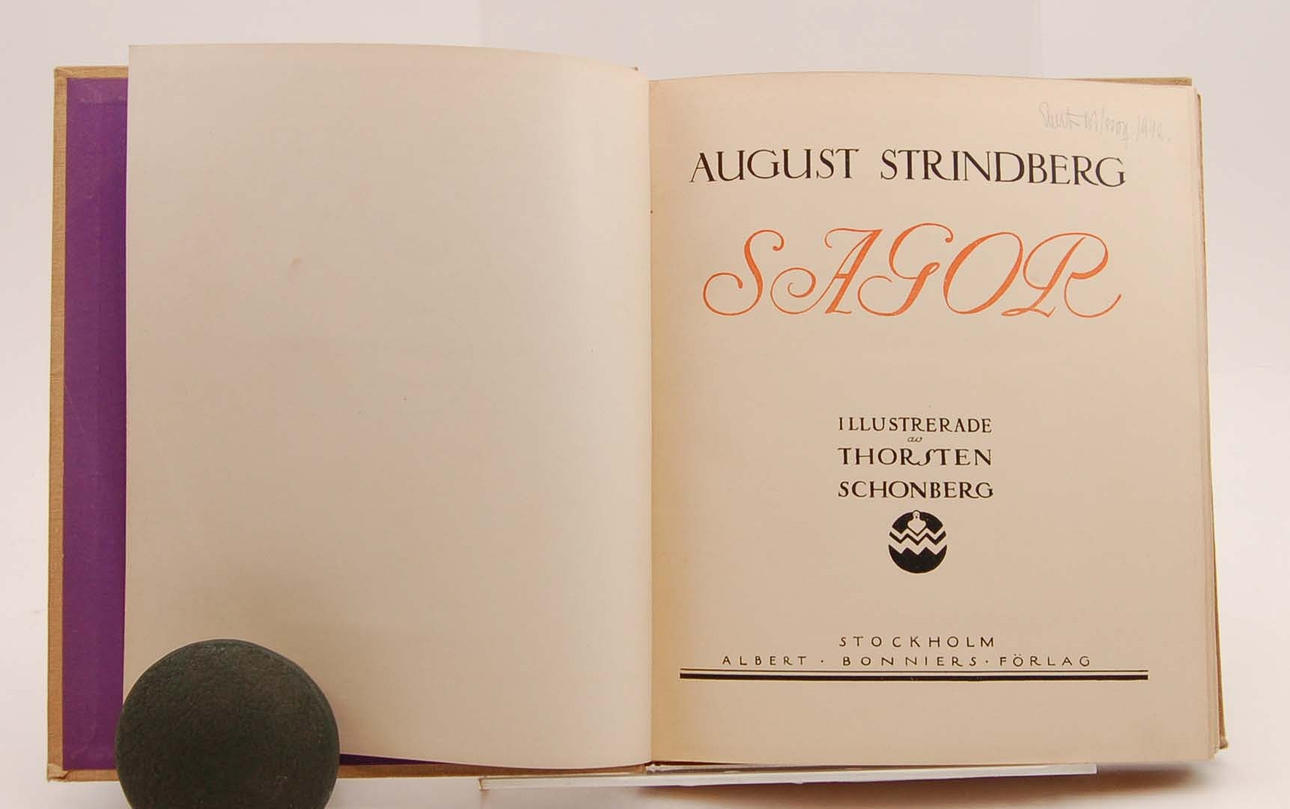 AUGUST STRINDBERG
SAGOR
ILLUSTRERADE
av
THORSTEN
SCHONBERG
STOCKHOLM
ALBERT · BONNIERS · FÖRLAG